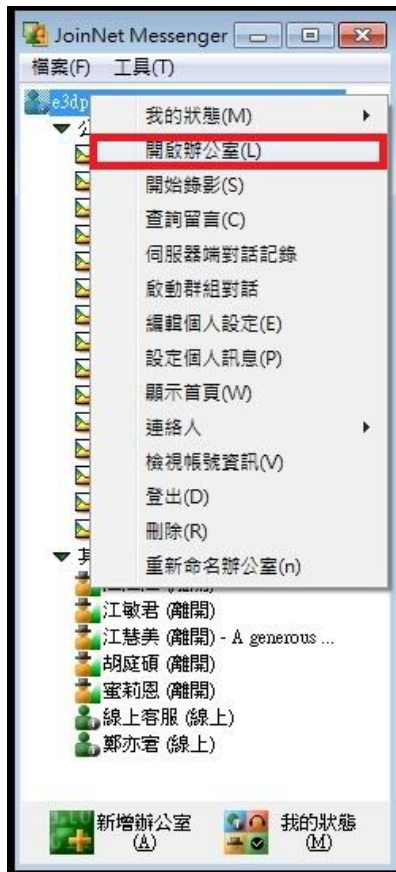 JoinNet Messenger
檔案(F) 工具(T)
e3dp
我的狀態(M)
開啟辦公室(L)
開始錄影(S)
查詢留言(C)
伺服器端對話記錄
啟動群組對話
編輯個人設定(E)
設定個人訊息(P)
顯示首頁(W)
連絡人
檢視帳號資訊(V)
登出(D)
刪除(R)
重新命名辦公室(n)
江敏君 (離開)
江慧美 (離開) - A generous ...
胡庭碩 (離開)
蜜莉恩 (離開)
線上客服 (線上)
鄭亦宭 (線上)
新增辦公室
(A)
我的狀態
(M)